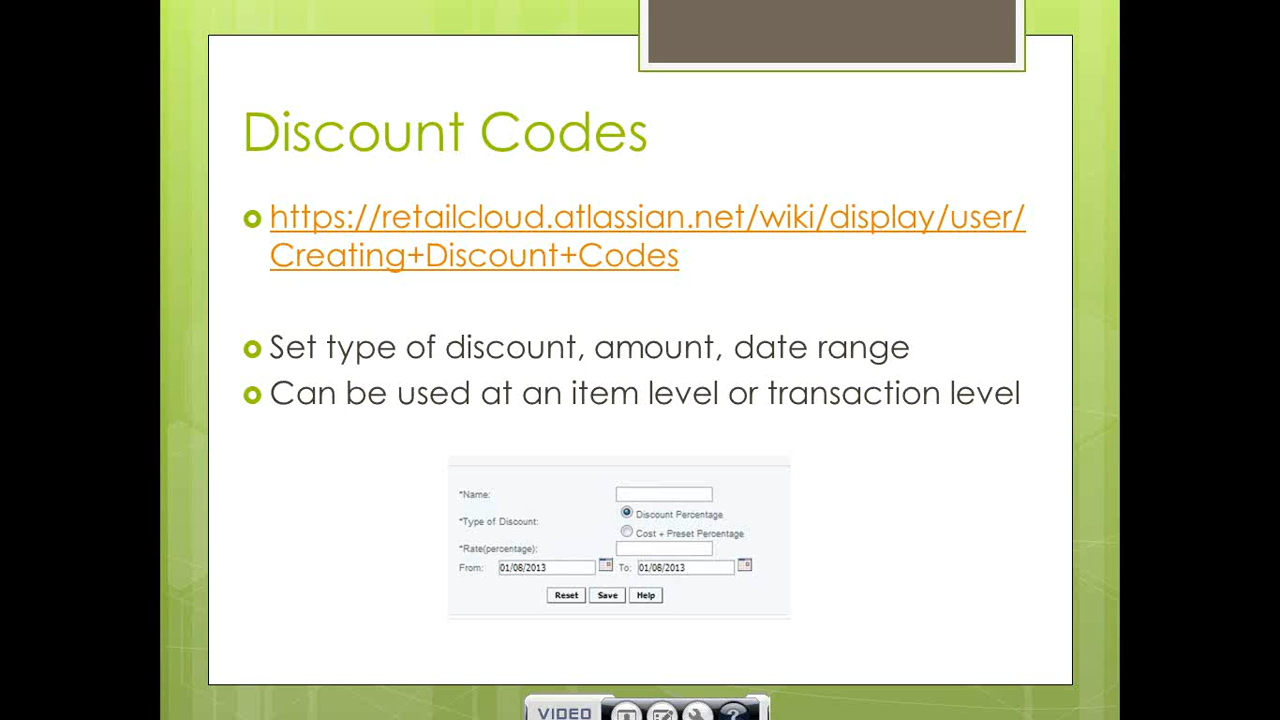 Discount Codes
https://retailcloud.atlassian.net/wiki/display/user/
Creating+Discount+Codes
Set type of discount, amount, date range
Can be used at an item level or transaction level
*Name:
*Type of Discount:
Discount Percentage
Cost + Preset Percentage
*Rate(percentage):
From: 01/08/2013 To: 01/08/2013
Reset Save Help
VIDEO ?